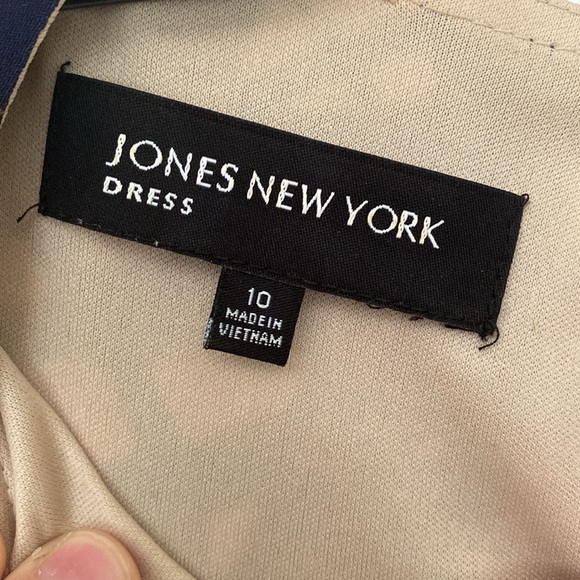 JONES NEW YORK
DRESS
10
MADE IN
VIETNAM